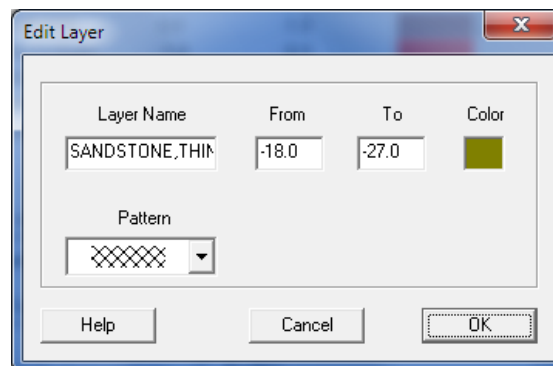 Edit Layer
Layer Name From To Color
SANDSTONE,THIN -18.0 -27.0
Pattern
Help Cancel OK